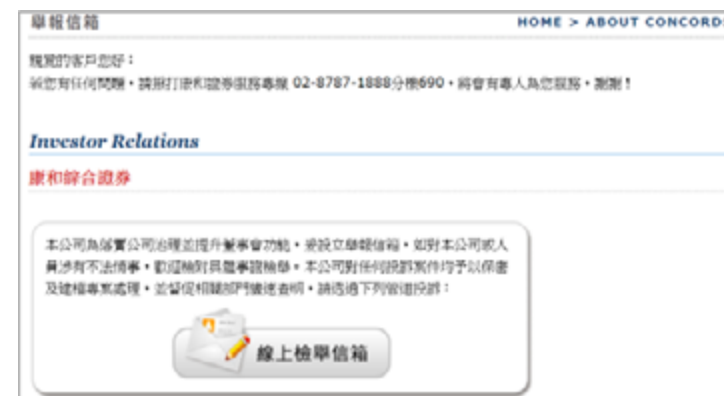 舉報信箱
HOME > ABOUT CONCORDS
親愛的客戶您好：
若您有任何問題，請撥打康和證券服務專線 02-8787-1888分機690，將會有專人為您服務，謝謝！
Investor Relations
康和綜合證券
本公司為落實公司治理並提升董事會功能，爰設立舉報信箱，如對本公司或人
員涉有不法情事，歡迎檢附具體事證檢舉。本公司對任何投訴案件均予以保密
及建檔專案處理，並督促相關部門儘速查明，請透過下列管道投訴：
線上檢舉信箱